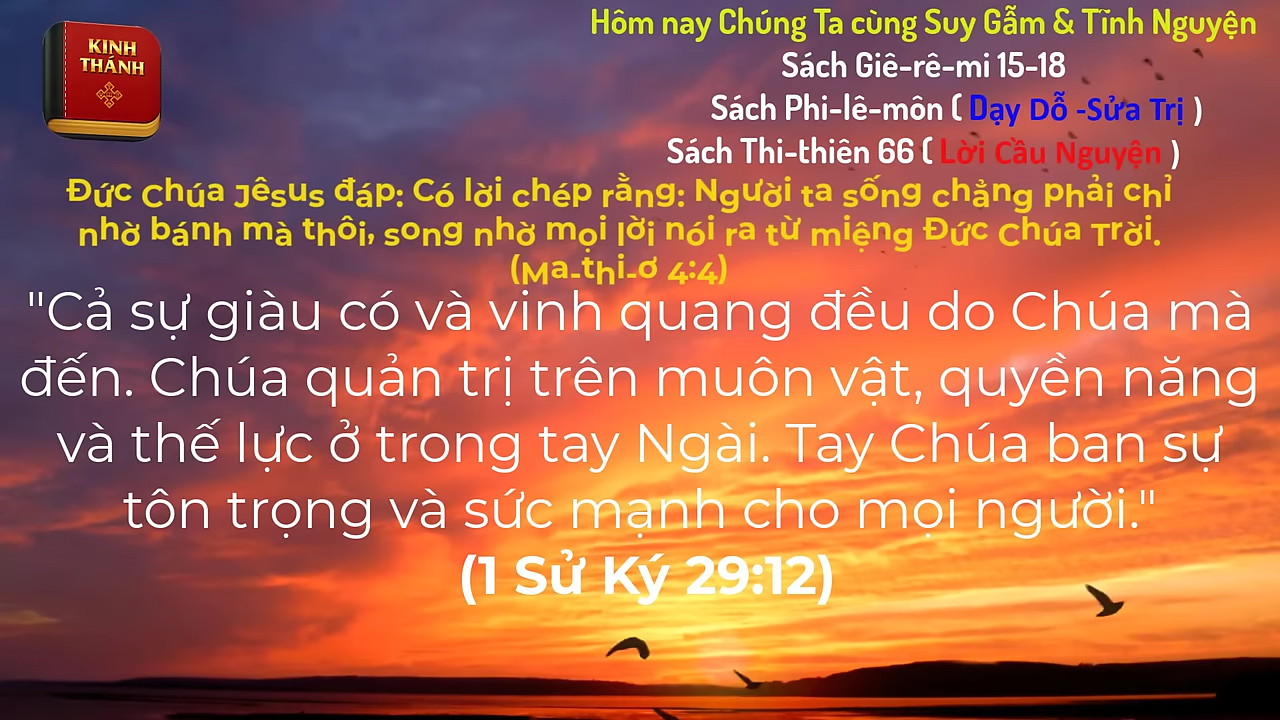 KINH
THÁNH
Hôm nay Chúng Ta cùng Suy Gẫm & Tĩnh Nguyện
Sách Giê-rê-mi 15-18
Sách Phi-lê-môn ( Dạy Dỗ -Sửa Trị )
Sách Thi-thiên 66 ( Lời Cầu Nguyện )
Đức Chúa Jêsus đáp: Có lời chép rằng: Người ta sống chẳng phải chỉ
nhờ bánh mà thôi, song nhờ mọi lời nói ra từ miệng Đức Chúa Trời.
(Ma-thi-ơ 4:4)
"Cả sự giàu có và vinh quang đều do Chúa mà
đến. Chúa quản trị trên muôn vật, quyền năng
và thế lực ở trong tay Ngài. Tay Chúa ban sự
tôn trọng và sức mạnh cho mọi người."
(1 Sử Ký 29:12)